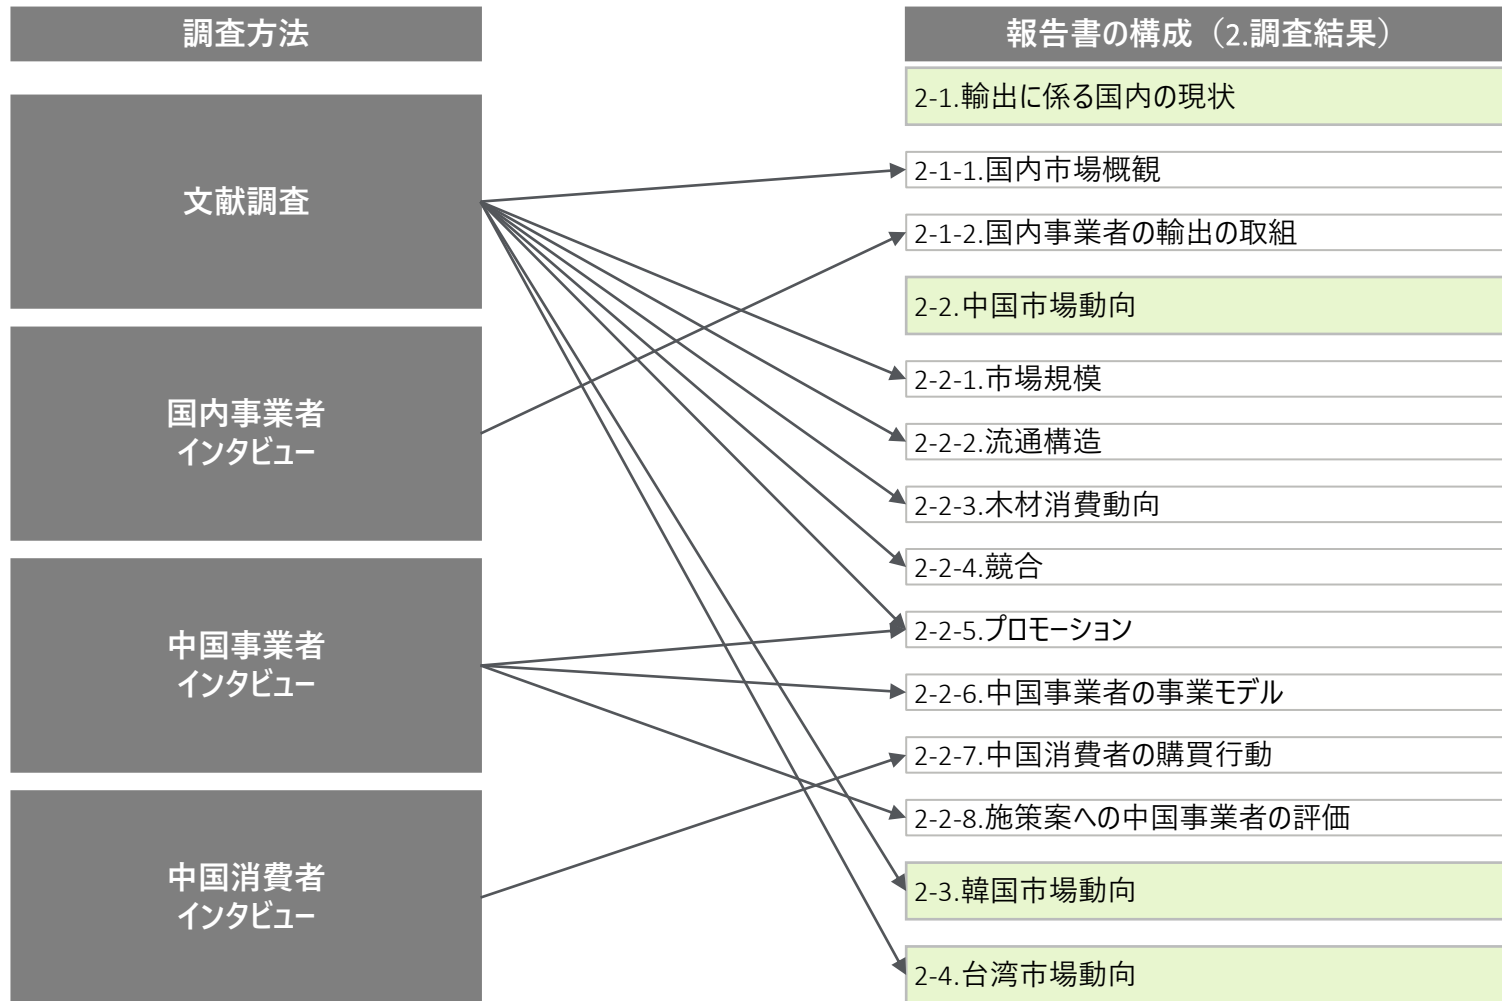 調査方法
文献調査
国内事業者
インタビュー
中国事業者
インタビュー
中国消費者
インタビュー
報告書の構成（2.調査結果）
2-1.輸出に係る国内の現状
2-1-1.国内市場概観
2-1-2.国内事業者の輸出の取組
2-2.中国市場動向
2-2-1.市場規模
2-2-2.流通構造
2-2-3.木材消費動向
2-2-4.競合
2-2-5.プロモーション
2-2-6.中国事業者の事業モデル
2-2-7.中国消費者の購買行動
2-2-8.施策案への中国事業者の評価
2-3.韓国市場動向
2-4.台湾市場動向